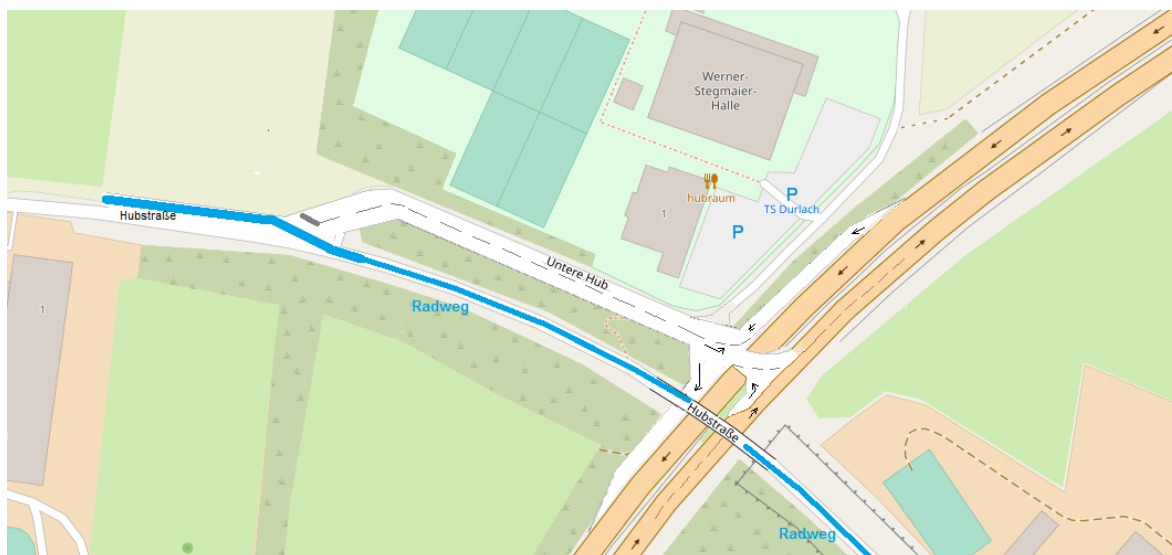 Werner-
Stegmaier-
Halle
hubraum
P
TS Durlach
P
1
Hubstraße
Untere Hub
1
Radweg
Hubstraße
Radweg